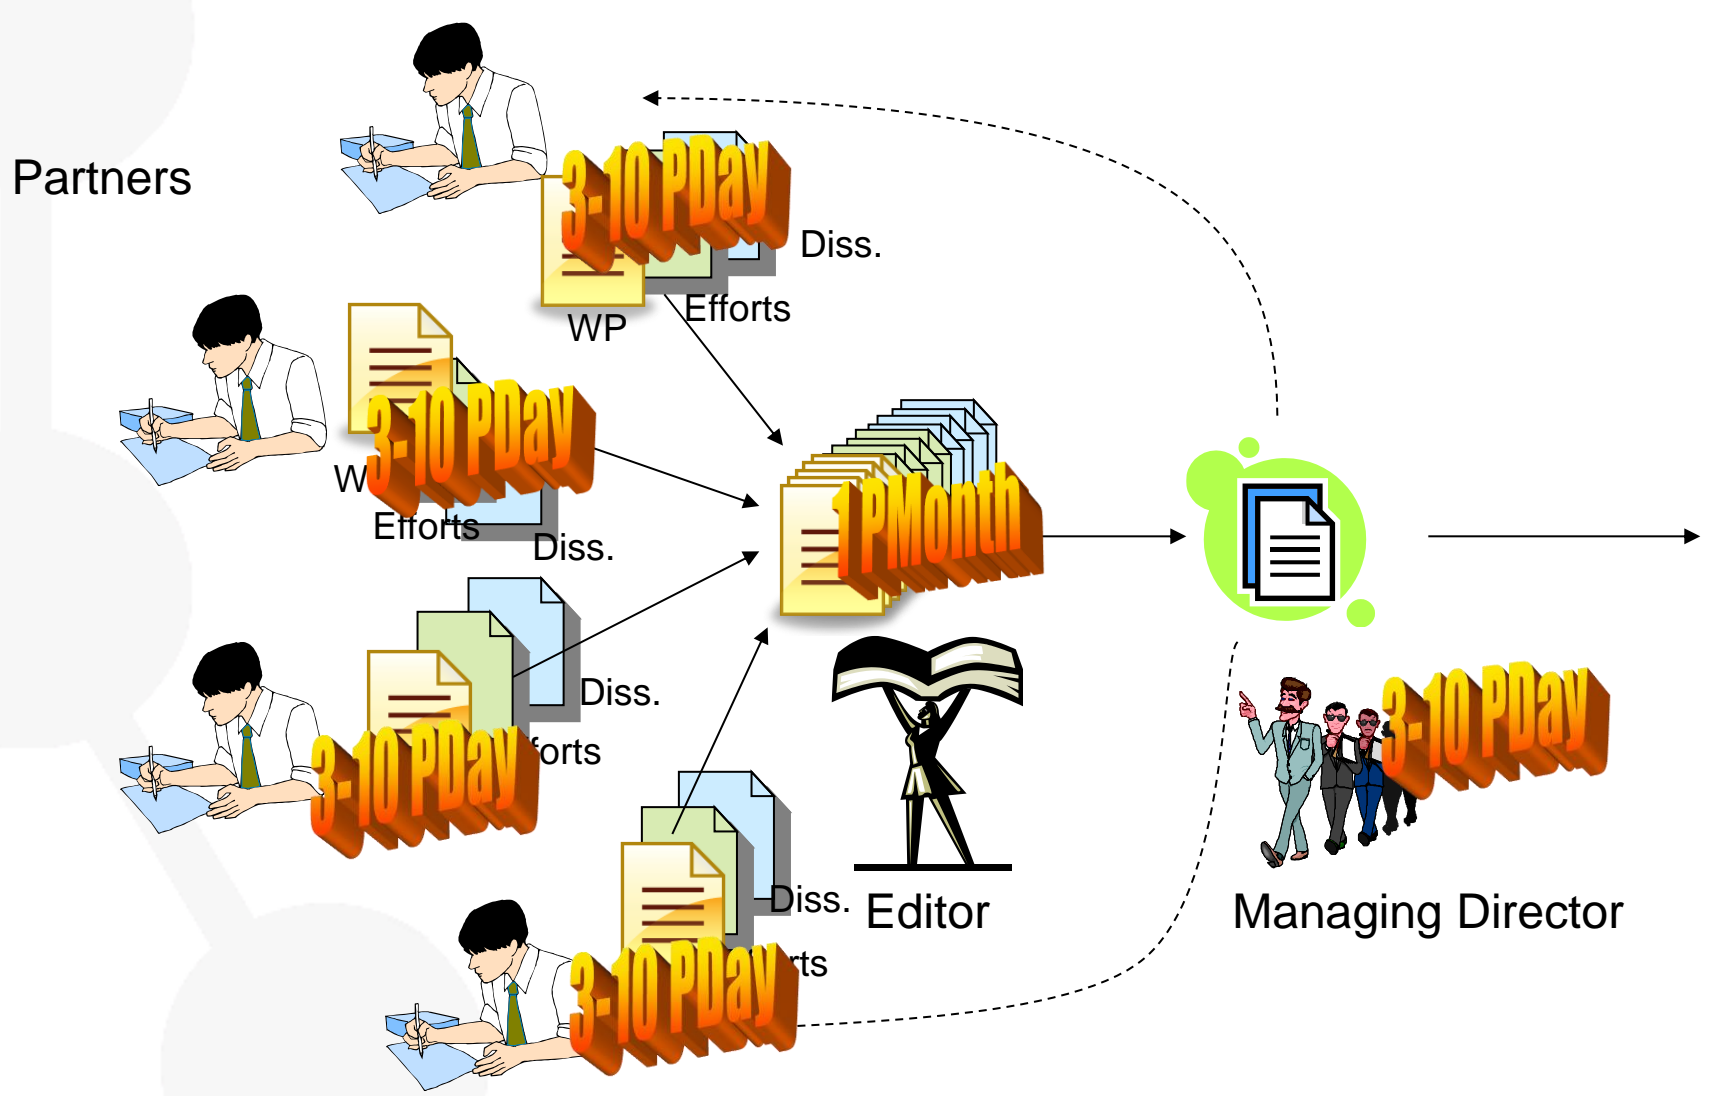 Partners
3-10 PDay
Diss.
Efforts
WP
3-10 PDay
Efforts
Diss.
1 PMonth
Diss.
3-10 PDay
3-10 PDay
Diss.
Editor
Managing Director
3-10 PDay